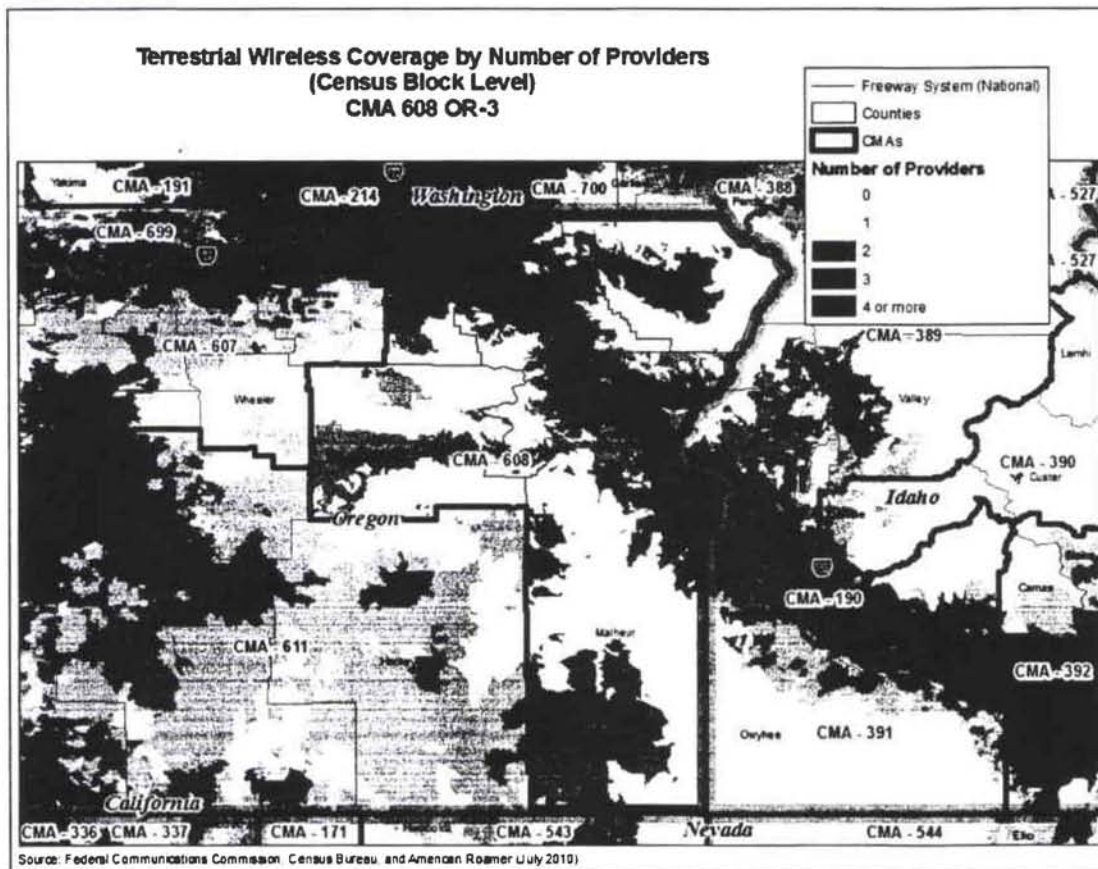 Terrestrial Wireless Coverage by Number of Providers
(Census Block Level)
CMA 608 OR-3
Freeway System (National)
Counties
CMAs
Number of Providers
0
1
2
3
4 or more
Yakima
CMA - 191
CMA - 214
Washington
CMA - 700
CMA - 388
CMA - 527
CMA - 699
CMA - 527
CMA - 607
CMA - 389
Lemhi
Wheeler
Valley
CMA - 608
CMA - 390
Custer
Oregon
Idaho
CMA - 190
Camas
CMA - 611
Malheur
CMA - 392
Owyhee
CMA - 391
California
CMA - 336
CMA - 337
CMA - 171
CMA - 543
Nevada
CMA - 544
Elko
Source: Federal Communications Commission, Census Bureau, and American Roamer (July 2010)